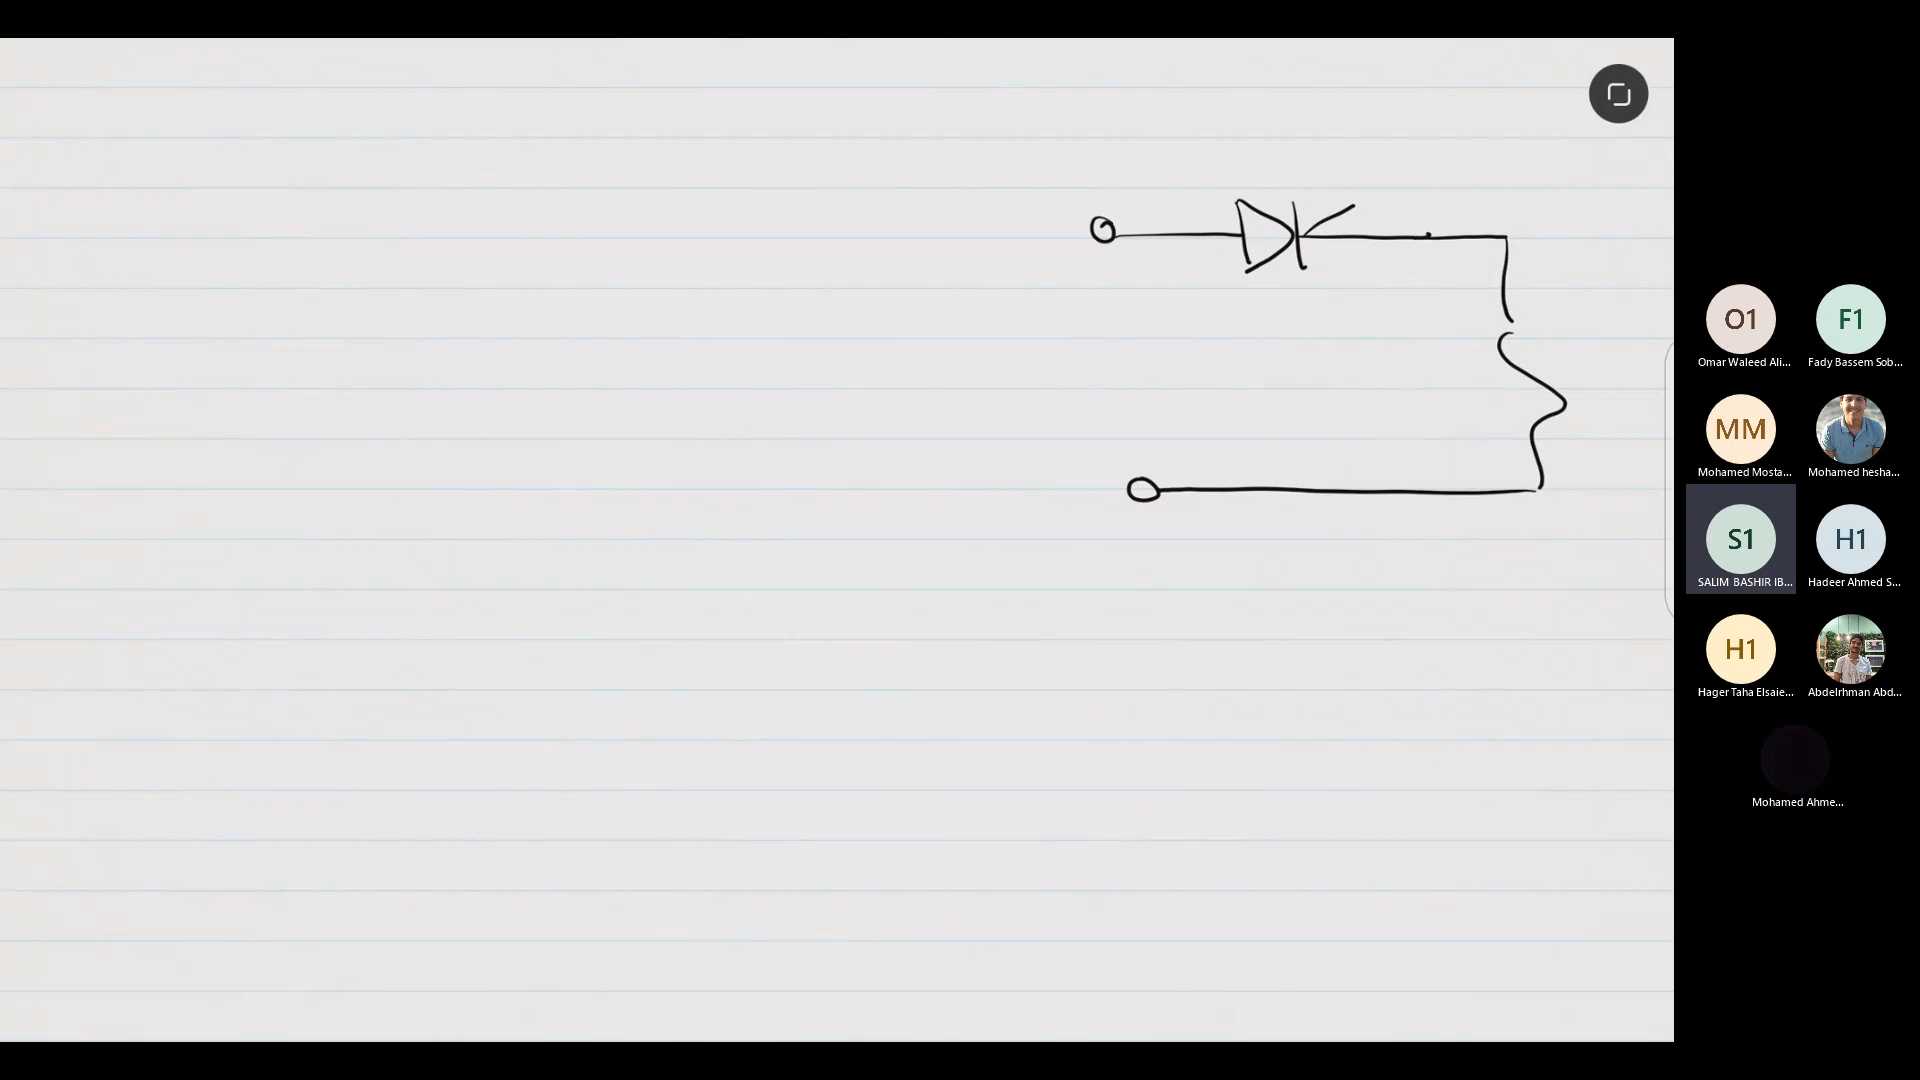 O1
F1
Omar Waleed Ali...
Fady Bassem Sob...
MM
Mohamed Mosta...
Mohamed hesha...
S1
H1
SALIM BASHIR IB...
Hadeer Ahmed S...
H1
Hager Taha Elsaie...
Abdelrhman Abd...
Mohamed Ahme...